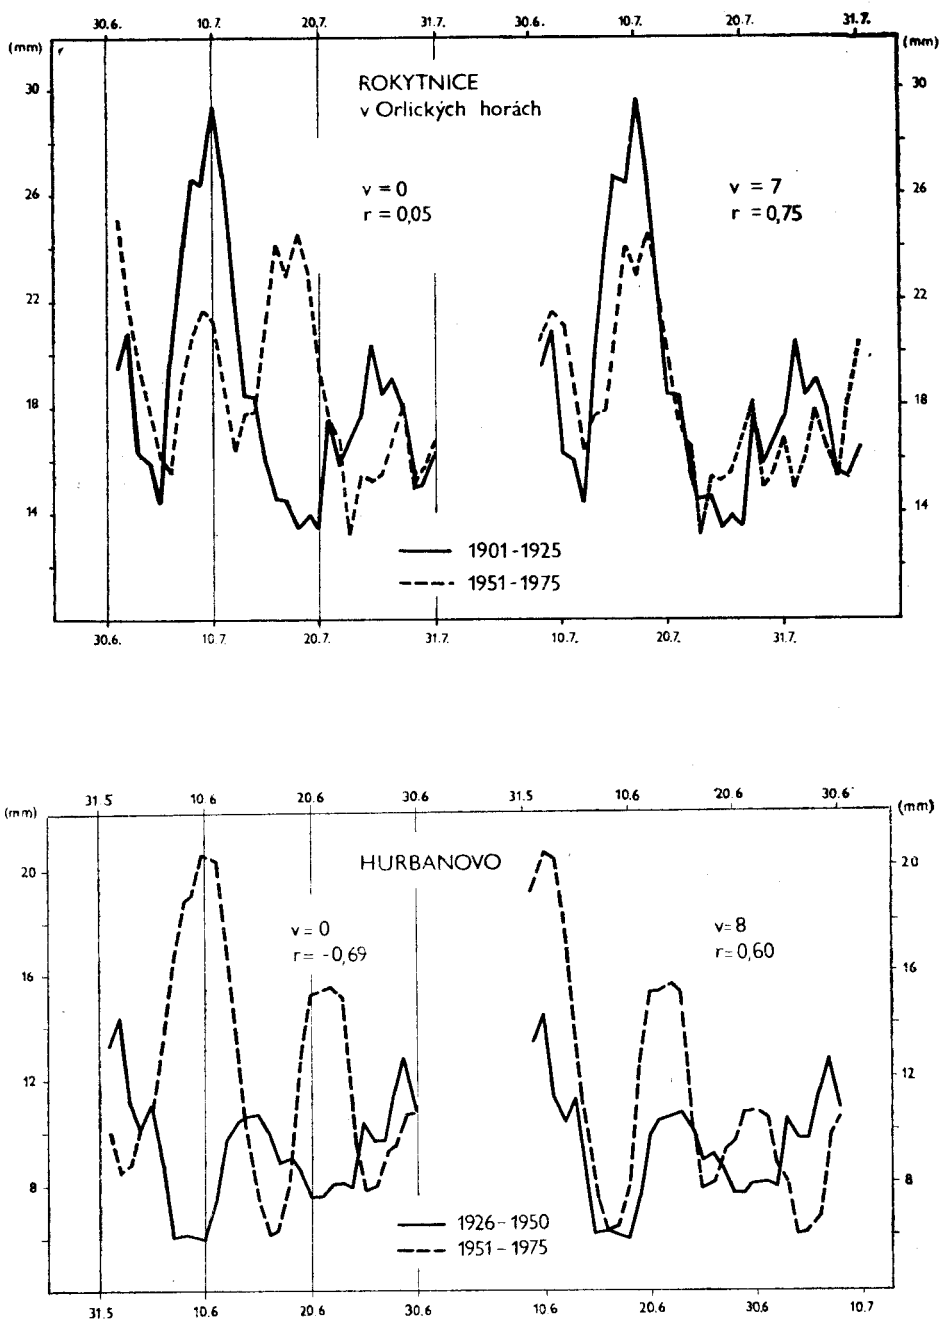 30.6. 10.7. 20.7. 31.7. 30.6. 10.7. 20.7. 31.7.
(mm) (mm)
ROKYTNICE
v Orlických horách
30 30
26 26
22 22
18 18
14 14
v = 0
r = 0,05
v = 7
r = 0,75
1901-1925
1951-1975
30.6. 10.7. 20.7. 31.7. 10.7. 20.7. 31.7.
31.5 10.6 20.6 30.6 31.5 10.6 20.6 30.6
(mm) (mm)
HURBANOVO
20 20
16 16
12 12
8 8
v = 0
r = -0,69
v = 8
r = 0,60
1926-1950
1951-1975
31.5 10.6 20.6 30.6 10.6 20.6 30.6 10.7